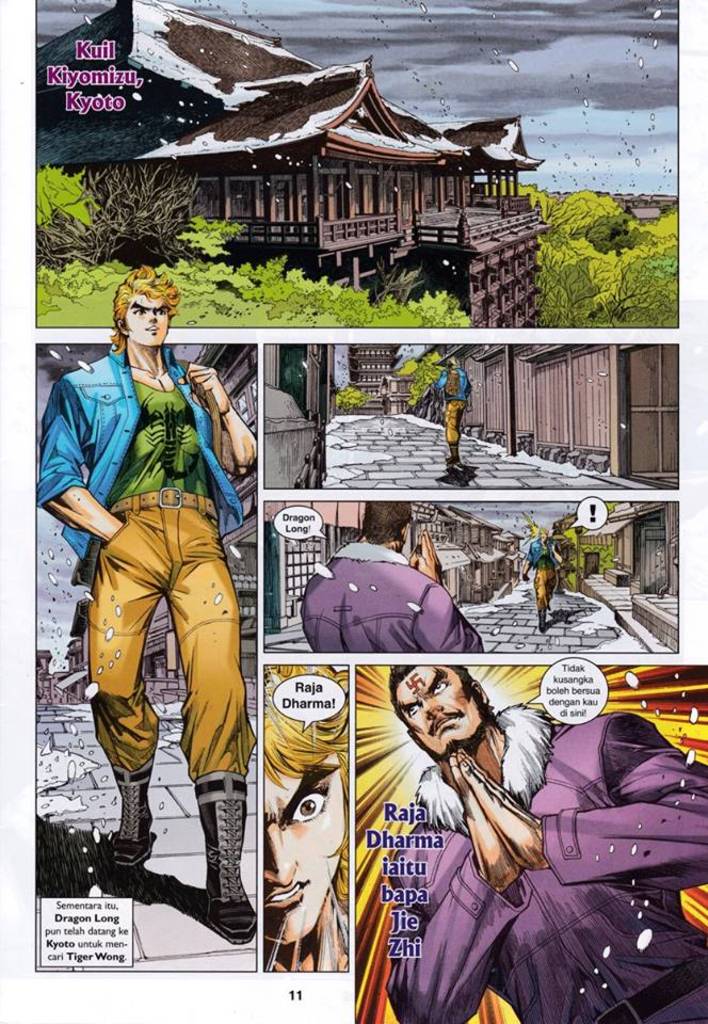 Kuil
Kiyomizu,
Kyoto
Sementara itu,
Dragon Long
pun telah datang ke
Kyoto untuk men-
cari Tiger Wong.
Dragon
Long!
!
Raja
Dharma!
Tidak
kusangka
boleh bersua
dengan kau
di sini!
Raja
Dharma
iaitu
bapa
Jie
Zhi
11